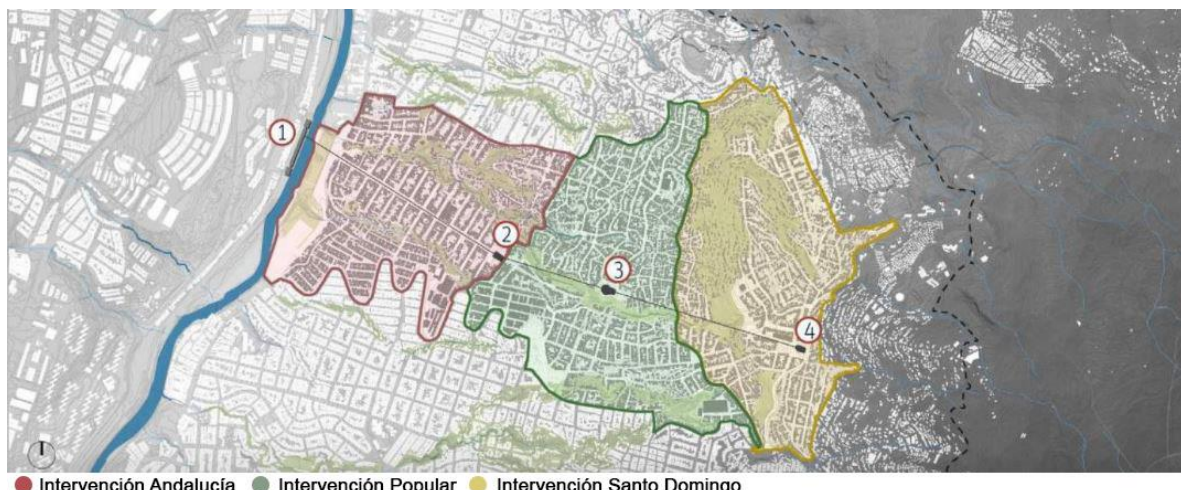 1
2
3
4
Intervención Andalucía Intervención Popular Intervención Santo Domingo